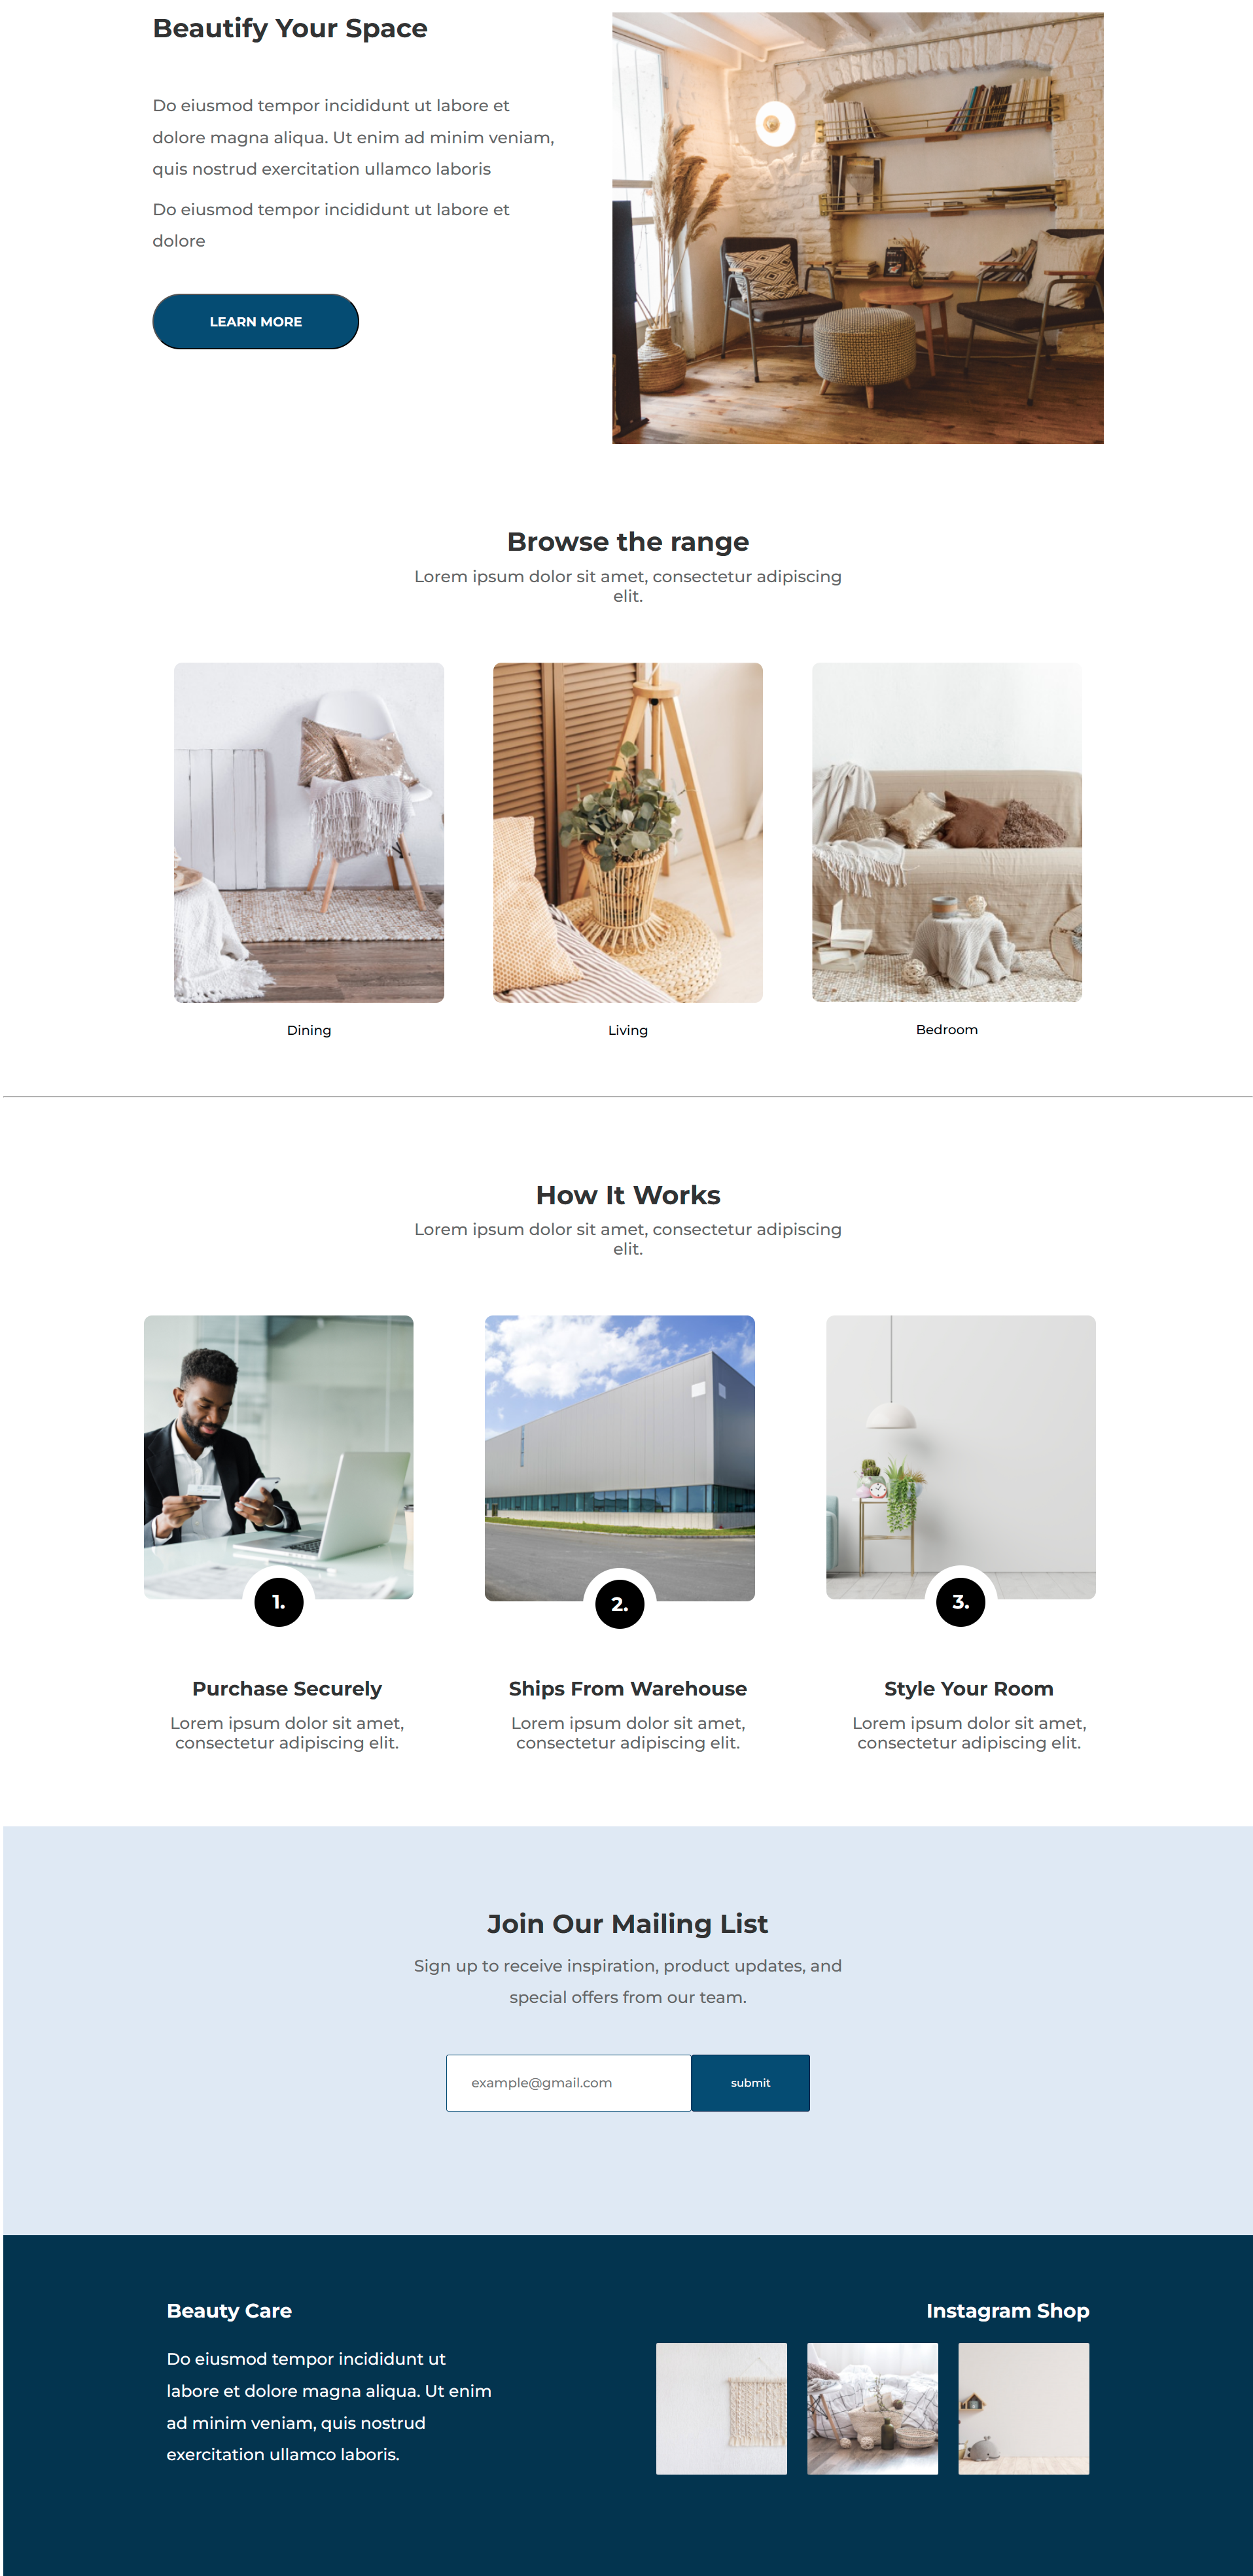 Beautify Your Space
Do eiusmod tempor incididunt ut labore et
dolore magna aliqua. Ut enim ad minim veniam,
quis nostrud exercitation ullamco laboris
Do eiusmod tempor incididunt ut labore et
dolore
LEARN MORE
Browse the range
Lorem ipsum dolor sit amet, consectetur adipiscing
elit.
Dining
Living
Bedroom
How It Works
Lorem ipsum dolor sit amet, consectetur adipiscing
elit.
1.
2.
3.
Purchase Securely
Lorem ipsum dolor sit amet,
consectetur adipiscing elit.
Ships From Warehouse
Lorem ipsum dolor sit amet,
consectetur adipiscing elit.
Style Your Room
Lorem ipsum dolor sit amet,
consectetur adipiscing elit.
Join Our Mailing List
Sign up to receive inspiration, product updates, and
special offers from our team.
example@gmail.com
submit
Beauty Care
Do eiusmod tempor incididunt ut
labore et dolore magna aliqua. Ut enim
ad minim veniam, quis nostrud
exercitation ullamco laboris.
Instagram Shop